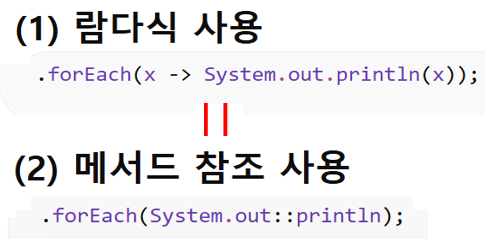 (1) 람다식 사용
.forEach(x -> System.out.println(x));
||
(2) 메서드 참조 사용
.forEach(System.out::println);